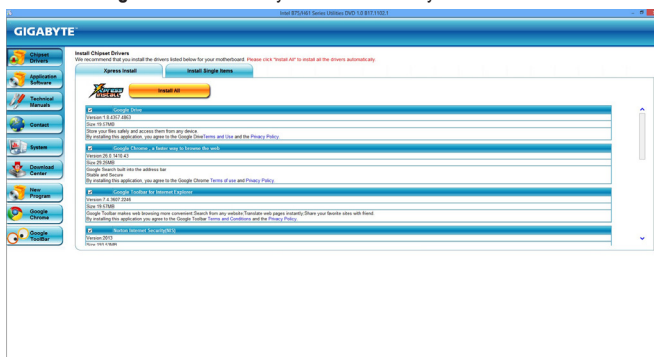 Intel B75/H61 Series Utilities DVD 1.0 B17.1102.1
GIGABYTE
Chipset
Drivers
Application
Software
Technical
Manuals
Contact
System
Download
Center
New
Program
Google
Chrome
Google
ToolBar
Install Chipset Drivers
We recommend that you install the drivers listed below for your motherboard. Please click "Install All" to install all the drivers automatically.
Xpress Install
Install Single Items
Xpress
INSTALL
Install All
Google Drive
Version:1.8.4357.4863
Size:19.57MB
Store your files safely and access them from any device.
By installing this application, you agree to the Google DriveTerms and Use and the Privacy Policy.
Google Chrome , a faster way to browse the web
Version:26.0.1410.43
Size:29.25MB
Google Search built into the address bar
Stable and Secure
By installing this application, you agree to the Google Chrome Terms of use and Privacy Policy.
Google Toolbar for Internet Explorer
Version:7.4.3607.2246
Size:19.57MB
Google Toolbar makes web browsing more convenient:Search from any website;Translate web pages instantly;Share your favorite sites with friend.
By installing this application you agree to the Google Toolbar Terms and Conditions and the Privacy Policy.
Norton Internet Security(NIS)
Version:2013